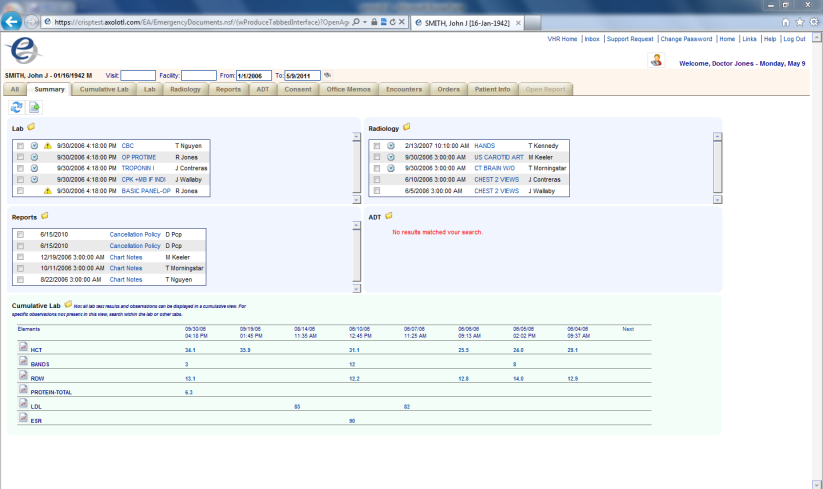 https://crisptest.axolotl.com/EA/EmergencyDocuments.nsf/(wProduceTabbedInterface)?OpenAg
SMITH, John J [16-Jan-1942]
VHR Home | Inbox | Support Request | Change Password | Home | Links | Help | Log Out
Welcome, Doctor Jones - Monday, May 9
SMITH, John J - 01/16/1942 M Visit: Facility: From: 1/1/2006 To: 5/9/2011
All Summary Cumulative Lab Lab Radiology Reports ADT Consent Office Memos Encounters Orders Patient Info Open Report
Lab
9/30/2006 4:18:00 PM CBC T Nguyen
9/30/2006 4:18:00 PM OP PROTIME R Jones
9/30/2006 4:18:00 PM TROPONIN I J Contreras
9/30/2006 4:18:00 PM CPK +MB IF INDI J Wallaby
9/30/2006 4:18:00 PM BASIC PANEL-OP R Jones
Radiology
2/13/2007 10:10:00 AM HANDS T Kennedy
9/30/2006 3:00:00 AM US CAROTID ART M Keeler
9/30/2006 3:00:00 AM CT BRAIN W/O T Morningstar
6/10/2006 3:00:00 AM CHEST 2 VIEWS J Contreras
6/5/2006 3:00:00 AM CHEST 2 VIEWS J Wallaby
Reports
6/15/2010 Cancellation Policy D Pcp
6/15/2010 Cancellation Policy D Pcp
12/19/2006 3:00:00 AM Chart Notes M Keeler
10/11/2006 3:00:00 AM Chart Notes T Morningstar
8/22/2006 3:00:00 AM Chart Notes T Nguyen
ADT
No results matched your search.
Cumulative Lab Not all lab test results and observations can be displayed in a cumulative view. For
specific observations not present in this view, search within the lab or other tabs.
Elements 09/30/06 09/19/06 08/14/06 06/10/06 06/07/06 06/06/06 06/05/06 06/04/06 Next
04:18 PM 01:45 PM 11:35 AM 12:45 PM 11:25 AM 09:13 AM 02:02 PM 09:37 AM
HCT 34.1 33.9 31.1 25.5 24.0 29.1
BANDS 3 12 8
RDW 13.1 12.2 12.8 14.0 12.9
PROTEIN-TOTAL 6.3
LDL 85 82
ESR 90